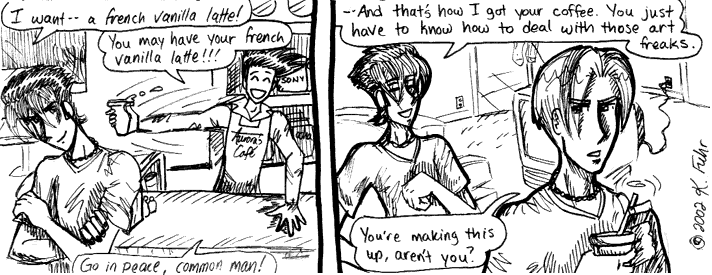 I want-- a french vanilla latte!
You may have your french
vanilla latte!!!
SONY
Aurora's
Café
Go in peace, common man!
--And that's how I got your coffee. You just
have to know how to deal with those art
freaks.
You're making this
up, aren't you?
© 2002 K. Fuhr